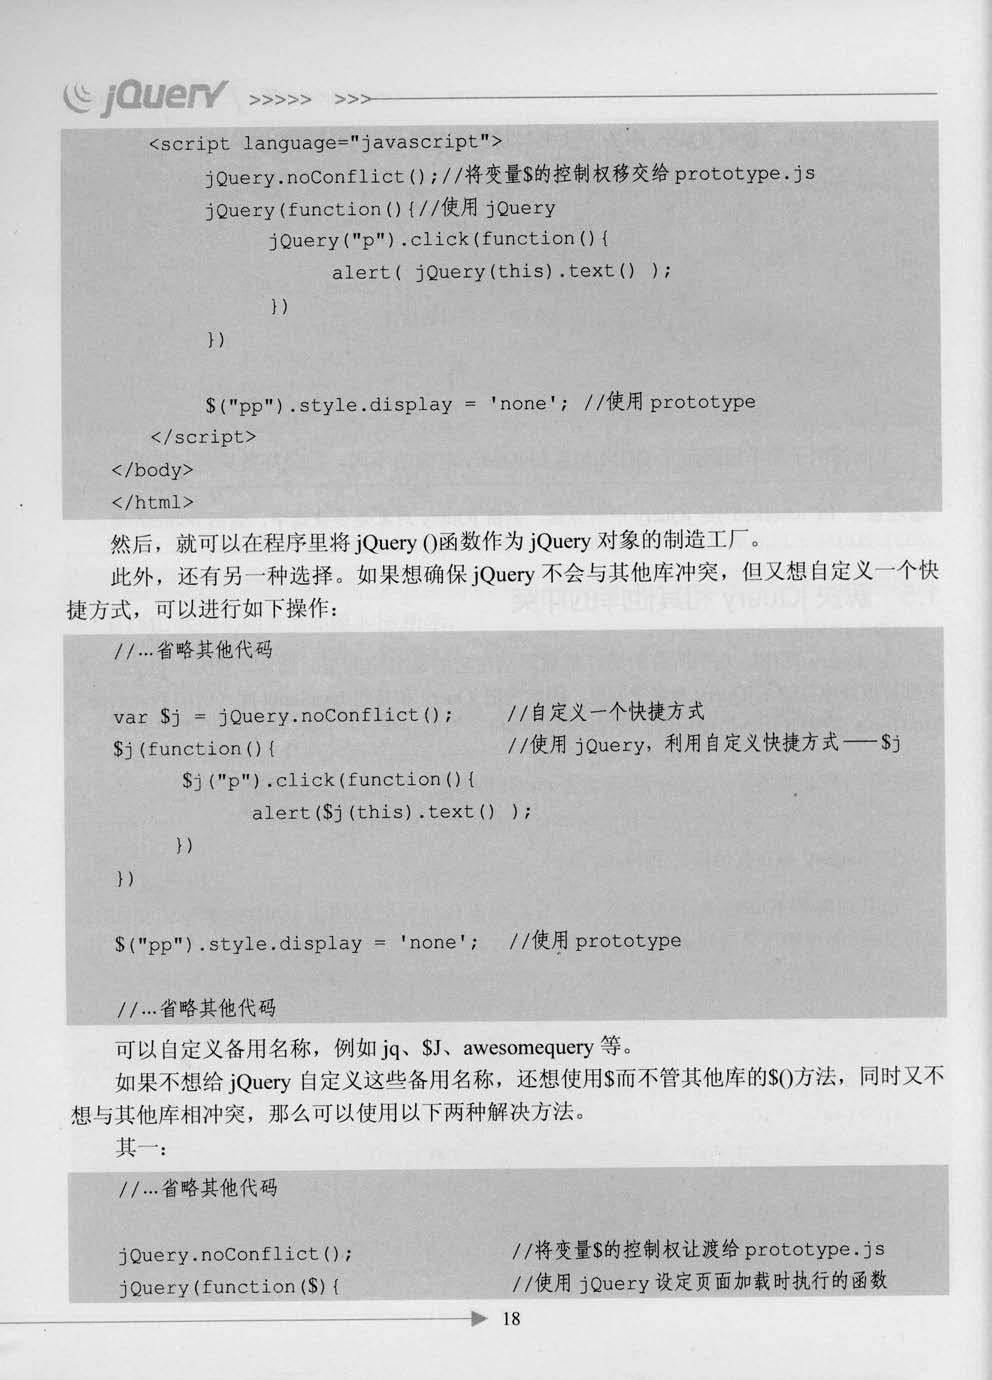 jQuery >>>>> >>>
<script language="javascript">
jQuery.noConflict();//将变量$的控制权移交给prototype.js
jQuery(function(){//使用 jQuery
jQuery("p").click(function(){
alert( jQuery(this).text() );
})
})
$("pp").style.display = 'none'; //使用 prototype
</script>
</body>
</html>
然后，就可以在程序里将 jQuery ()函数作为 jQuery 对象的制造工厂。
此外，还有另一种选择。如果想确保 jQuery 不会与其他库冲突，但又想自定义一个快
捷方式，可以进行如下操作：
//…省略其他代码
var $j = jQuery.noConflict(); //自定义一个快捷方式
$j(function(){ //使用 jQuery，利用自定义快捷方式——$j
$j("p").click(function(){
alert($j(this).text() );
})
})
$("pp").style.display = 'none'; //使用 prototype
//…省略其他代码
可以自定义备用名称，例如 jq、$J、awesomequery 等。
如果不想给 jQuery 自定义这些备用名称，还想使用$而不管其他库的$()方法，同时又不
想与其他库相冲突，那么可以使用以下两种解决方法。
其一：
//…省略其他代码
jQuery.noConflict(); //将变量$的控制权让渡给 prototype.js
jQuery(function($){ //使用 jQuery 设定页面加载时执行的函数
18